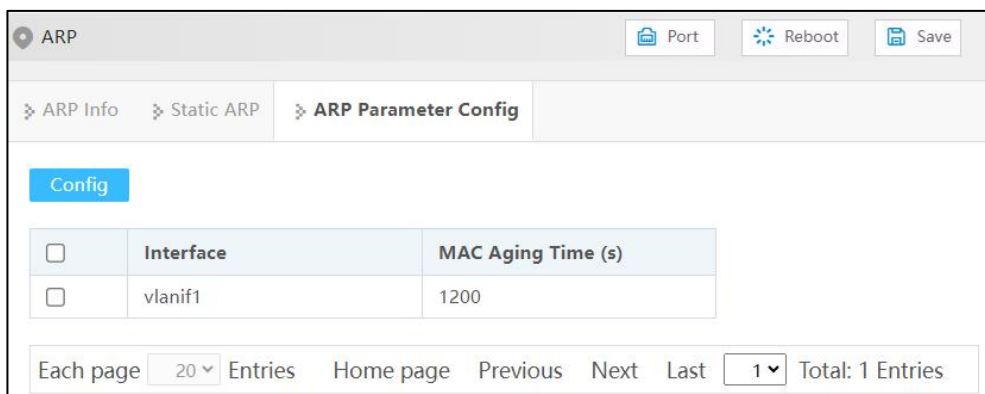 ARP Port Reboot Save
ARP Info Static ARP ARP Parameter Config
Config
Interface MAC Aging Time (s)
vlanif1 1200
Each page 20 Entries Home page Previous Next Last 1 Total: 1 Entries